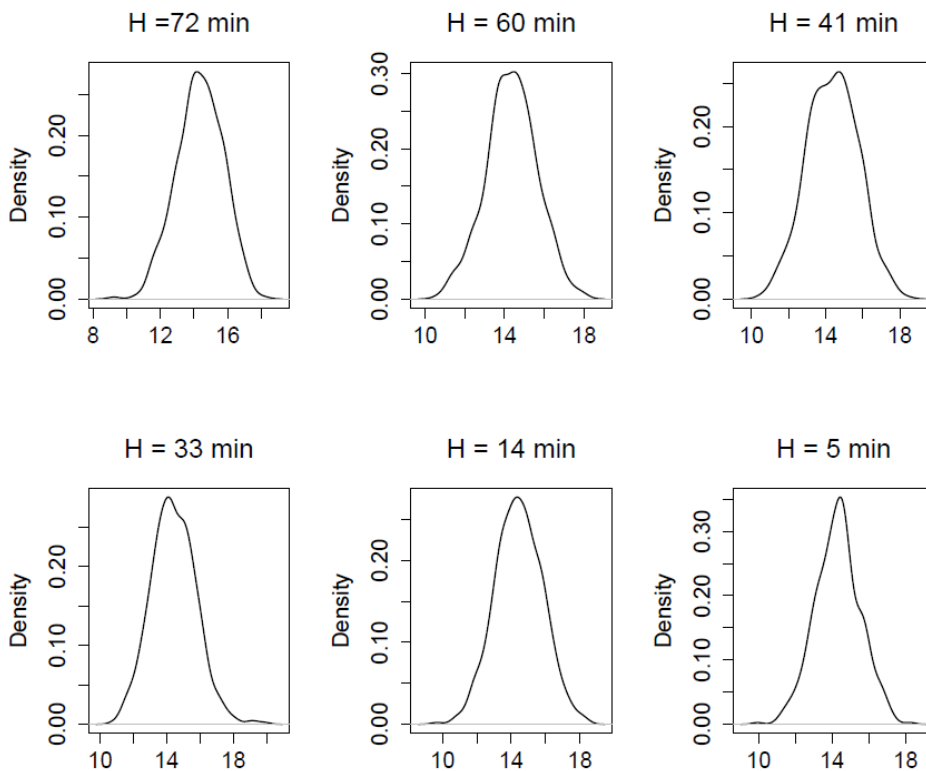 H =72 min
H = 60 min
H = 41 min
Density
0.00 0.10 0.20
8 12 16
Density
0.00 0.10 0.20 0.30
10 14 18
Density
0.00 0.10 0.20
10 14 18
H = 33 min
H = 14 min
H = 5 min
Density
0.00 0.10 0.20
10 14 18
Density
0.00 0.10 0.20
10 14 18
Density
0.00 0.10 0.20 0.30
10 14 18